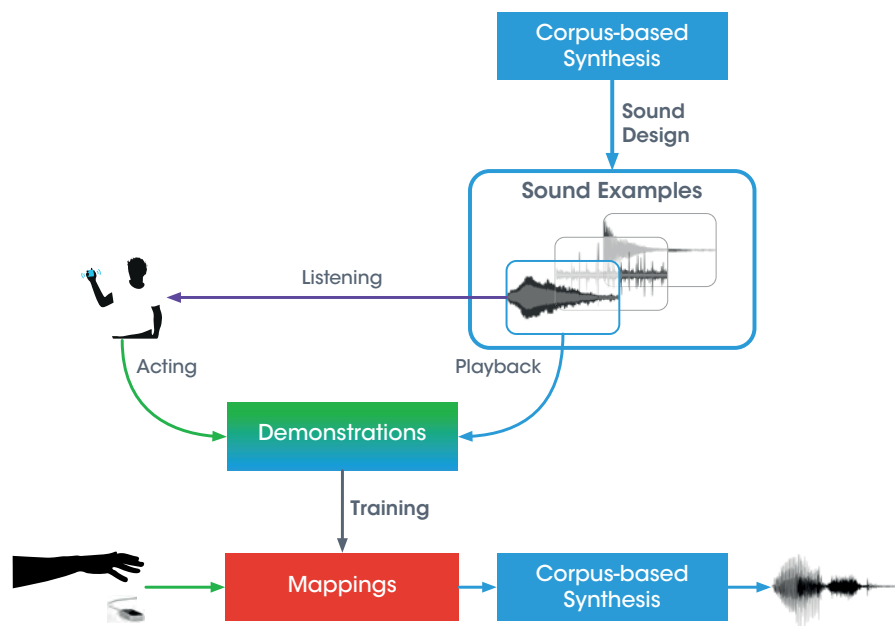 Corpus-based
Synthesis
Sound
Design
Sound Examples
Listening
Acting
Playback
Demonstrations
Training
Mappings
Corpus-based
Synthesis